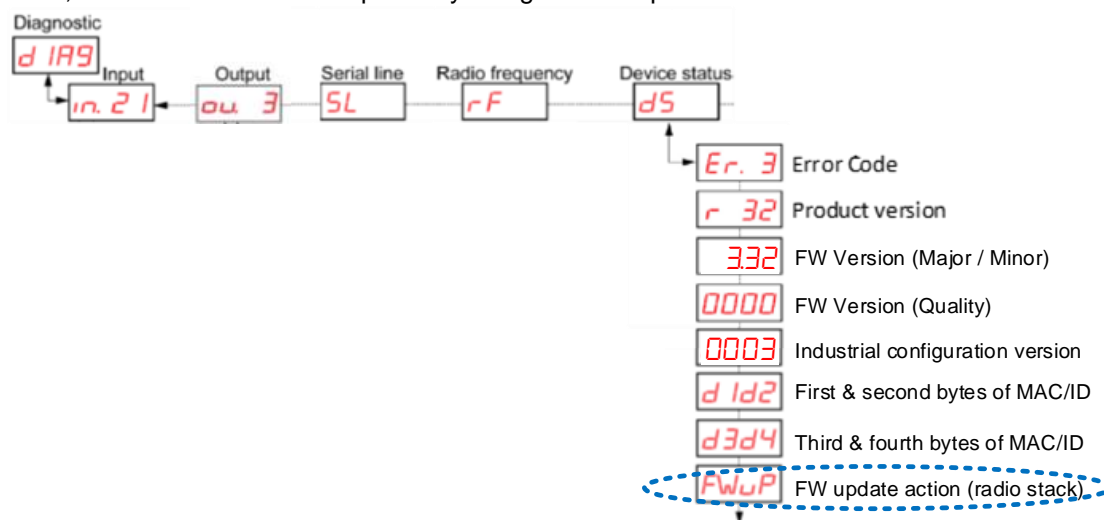 Diagnostic
d IA9
Input Output Serial line Radio frequency Device status
in. 2 1 ou. 3 SL rF dS
Er. 3 Error Code
r 32 Product version
3.32 FW Version (Major / Minor)
0000 FW Version (Quality)
0003 Industrial configuration version
d 1d2 First & second bytes of MAC/ID
d3d4 Third & fourth bytes of MAC/ID
FWuP FW update action (radio stack)